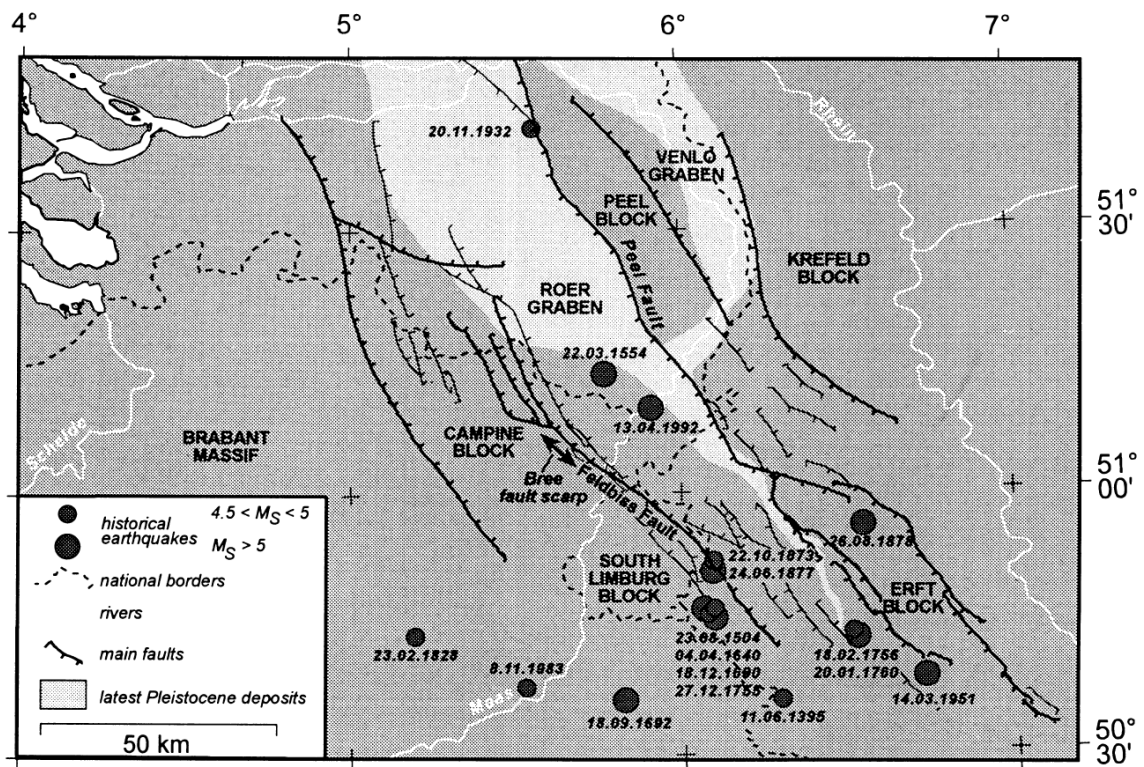 4° 5° 6° 7°
Rhein
20.11.1932
VENLO
GRABEN
PEEL
BLOCK
51°
30'
Peel Fault
KREFELD
BLOCK
ROER
GRABEN
22.03.1554
13.04.1992
BRABANT
MASSIF
Schelde
CAMPINE
BLOCK
Bree
fault scarp
Feldbiss Fault
51°
00'
26.08.1878
22.10.1873
24.06.1877
SOUTH
LIMBURG
BLOCK
ERFT
BLOCK
23.08.1504
04.04.1640
18.12.1690
27.12.1755
18.02.1756
20.01.1760
14.03.1951
23.02.1828
8.11.1983
Maas
18.09.1692
11.06.1395
50°
30'
historical
earthquakes
4.5 < MS < 5
MS > 5
national borders
rivers
main faults
latest Pleistocene deposits
50 km